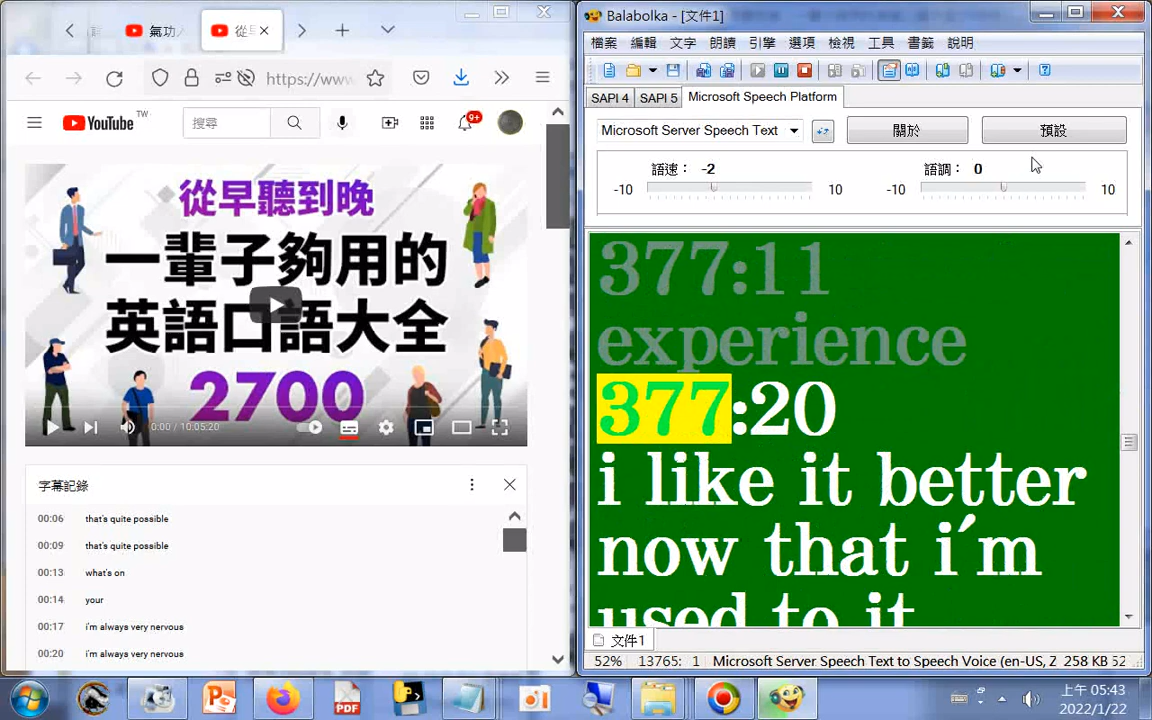 氣功
從
https://www
YouTube TW
搜尋
9+
從早聽到晚
一輩子夠用的
英語口語大全
2700
0:00 / 10:05:20
字幕記錄
00:06 that's quite possible
00:09 that's quite possible
00:13 what's on
00:14 your
00:17 i'm always very nervous
00:20 i'm always very nervous
Balabolka - [文件1]
檔案 編輯 文字 朗讀 引擎 選項 檢視 工具 書籤 說明
SAPI 4 SAPI 5 Microsoft Speech Platform
Microsoft Server Speech Text 關於 預設
語速： -2 語調： 0
-10 10 -10 10
377:11
experience
377:20
i like it better
now that i´m
used to it
文件1
52% 13765: 1 Microsoft Server Speech Text to Speech Voice (en-US, Z 258 KB 52
PDF
上午 05:43
2022/1/22